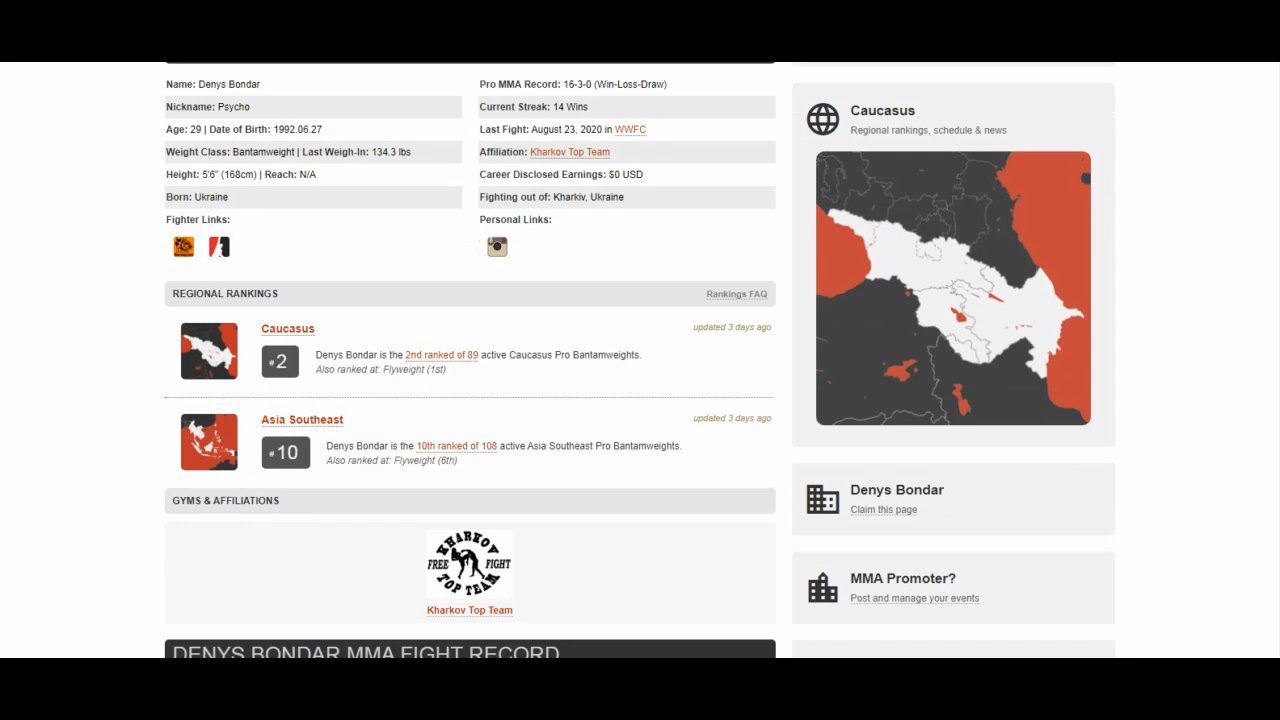 Name: Denys Bondar
Nickname: Psycho
Age: 29 | Date of Birth: 1992.06.27
Weight Class: Bantamweight | Last Weigh-In: 134.3 lbs
Height: 5'6" (168cm) | Reach: N/A
Born: Ukraine
Fighter Links:
Pro MMA Record: 16-3-0 (Win-Loss-Draw)
Current Streak: 14 Wins
Last Fight: August 23, 2020 in WWFC
Affiliation: Kharkov Top Team
Career Disclosed Earnings: $0 USD
Fighting out of: Kharkiv, Ukraine
Personal Links:
REGIONAL RANKINGS
Rankings FAQ
Caucasus
updated 3 days ago
#2
Denys Bondar is the 2nd ranked of 89 active Caucasus Pro Bantamweights.
Also ranked at: Flyweight (1st)
Asia Southeast
updated 3 days ago
#10
Denys Bondar is the 10th ranked of 108 active Asia Southeast Pro Bantamweights.
Also ranked at: Flyweight (6th)
GYMS & AFFILIATIONS
KHARKOV
FREE FIGHT
TOP TEAM
Kharkov Top Team
DENYS BONDAR MMA FIGHT RECORD
Caucasus
Regional rankings, schedule & news
Denys Bondar
Claim this page
MMA Promoter?
Post and manage your events